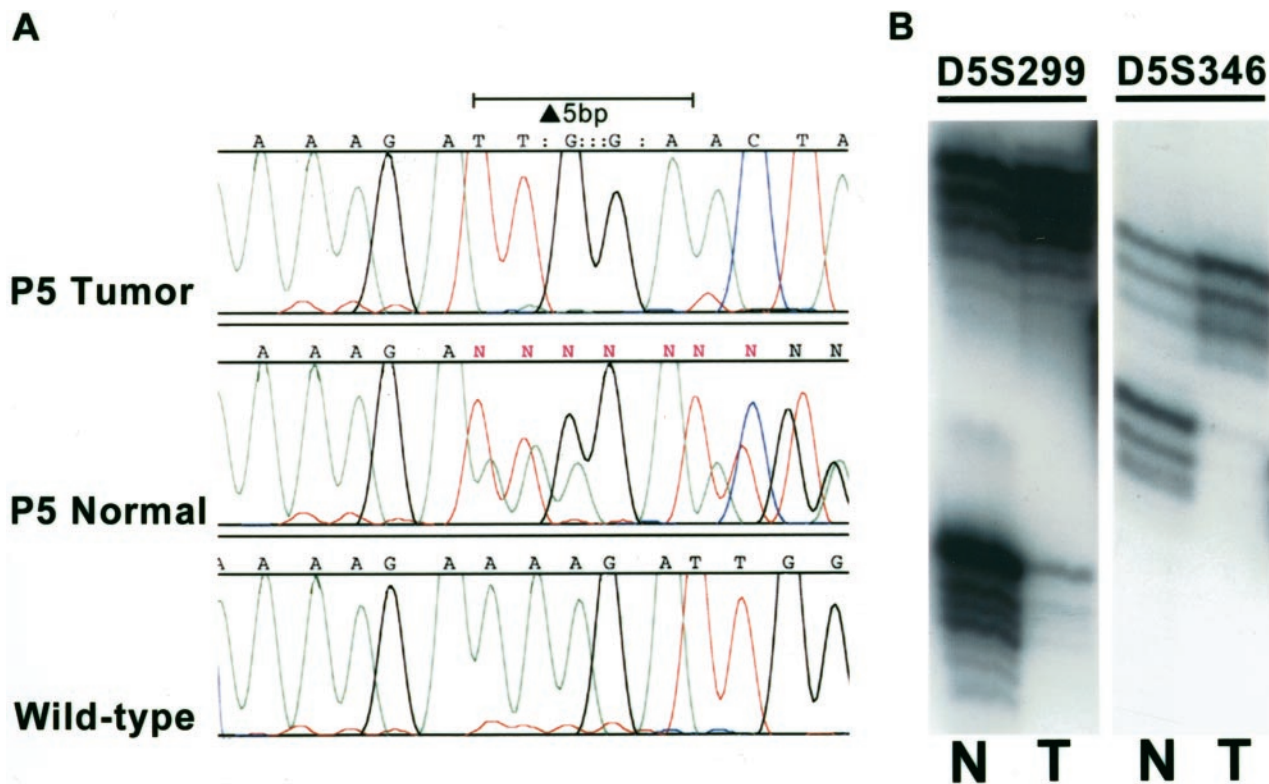 A
B
D5S299 D5S346
▲5bp
A A A G A T T : G ::: G : A A C T A
P5 Tumor
A A A G A N N N N N N N N N
P5 Normal
A A A G A A A A G A T T G G
Wild-type
N T N T